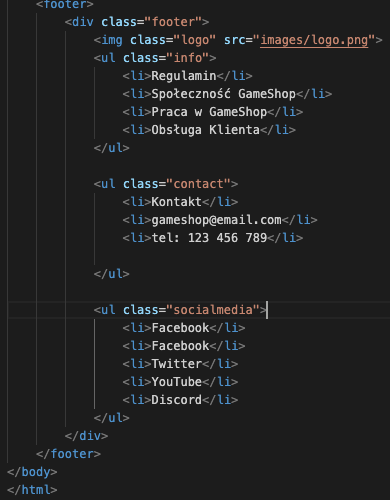 <footer>
<div class="footer">
<img class="logo" src="images/logo.png">
<ul class="info">
<li>Regulamin</li>
<li>Społeczność GameShop</li>
<li>Praca w GameShop</li>
<li>Obsługa Klienta</li>
</ul>
<ul class="contact">
<li>Kontakt</li>
<li>gameshop@email.com</li>
<li>tel: 123 456 789</li>
</ul>
<ul class="socialmedia">
<li>Facebook</li>
<li>Facebook</li>
<li>Twitter</li>
<li>YouTube</li>
<li>Discord</li>
</ul>
</div>
</footer>
</body>
</html>